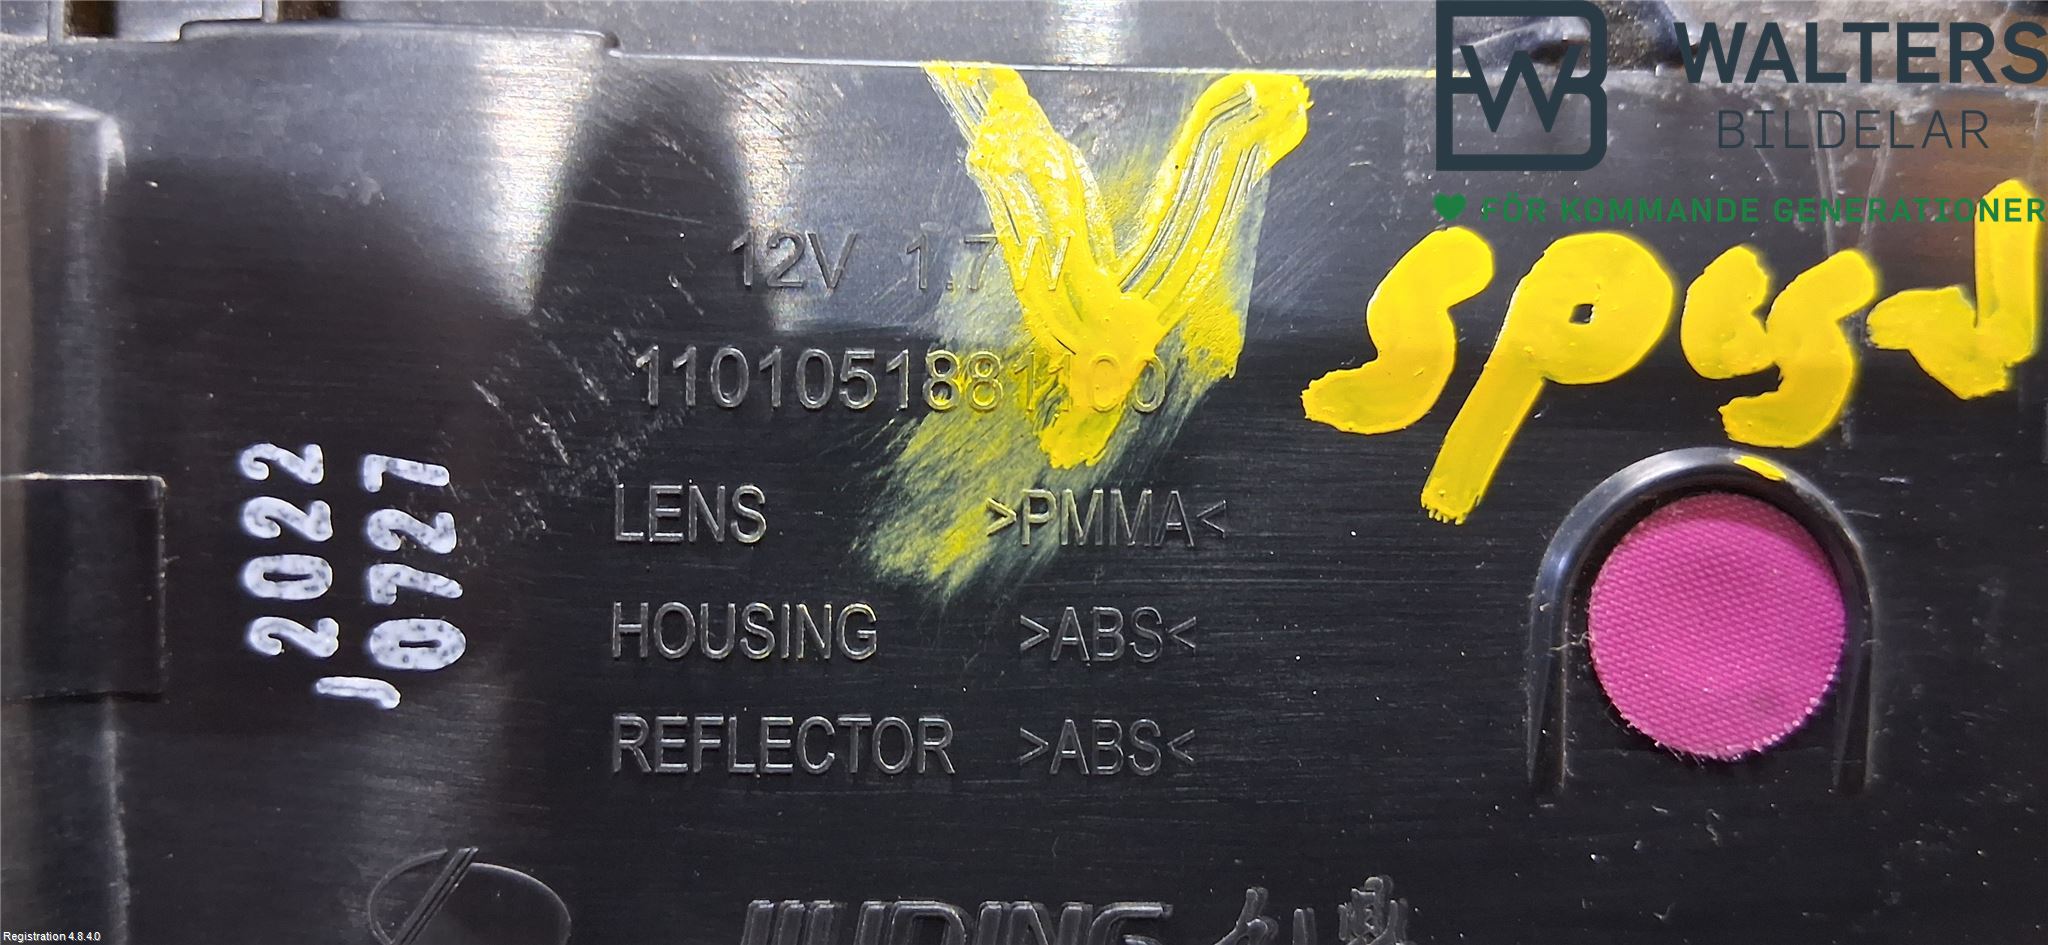 WALTERS
BILDELAR
FÖR KOMMANDE GENERATIONER
V
12V 1.7W
1101051881100
LENS >PMMA<
HOUSING >ABS<
REFLECTOR >ABS<
2022
0727
Registration 4.8.4.0